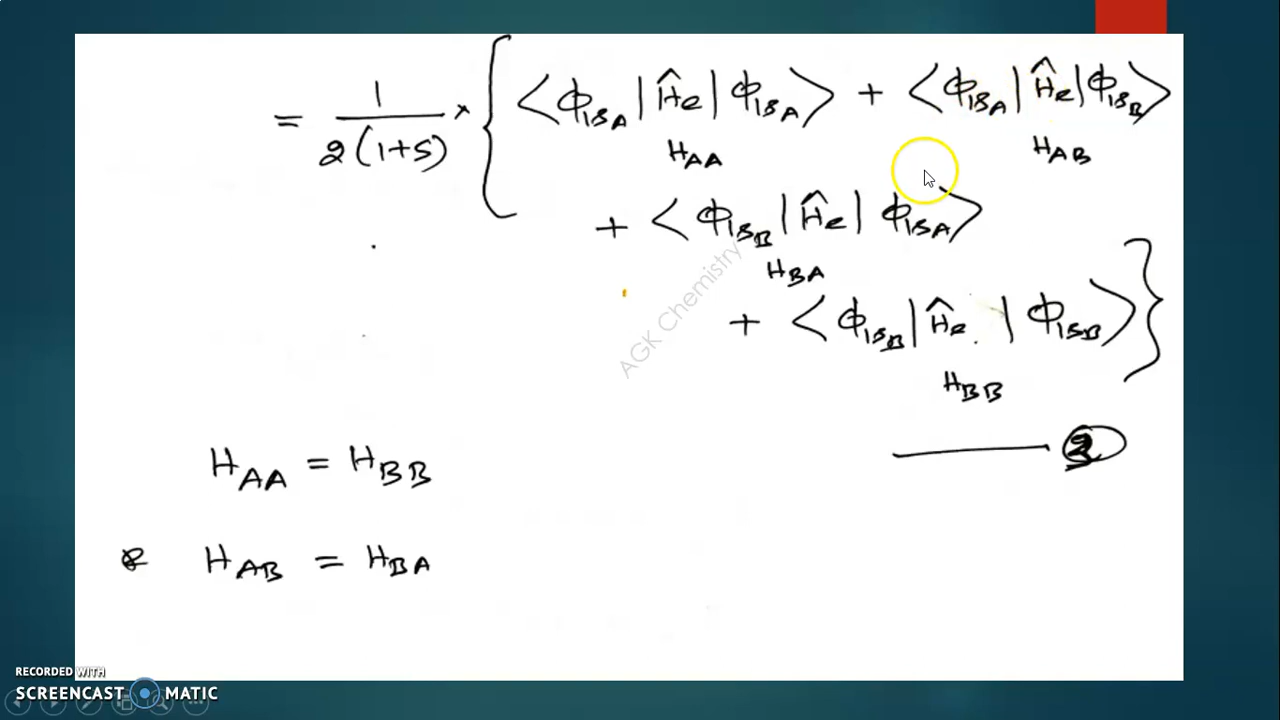 = 1/2(1+S) × { ⟨ϕ1SA | Ĥe | ϕ1SA⟩ + ⟨ϕ1SA | Ĥe | ϕ1SB⟩
HAA HAB
+ ⟨ϕ1SB | Ĥe | ϕ1SA⟩
HBA
+ ⟨ϕ1SB | Ĥe | ϕ1SB⟩ }
HBB
AGK Chemistry
HAA = HBB
& HAB = HBA
RECORDED WITH
SCREENCAST MATIC